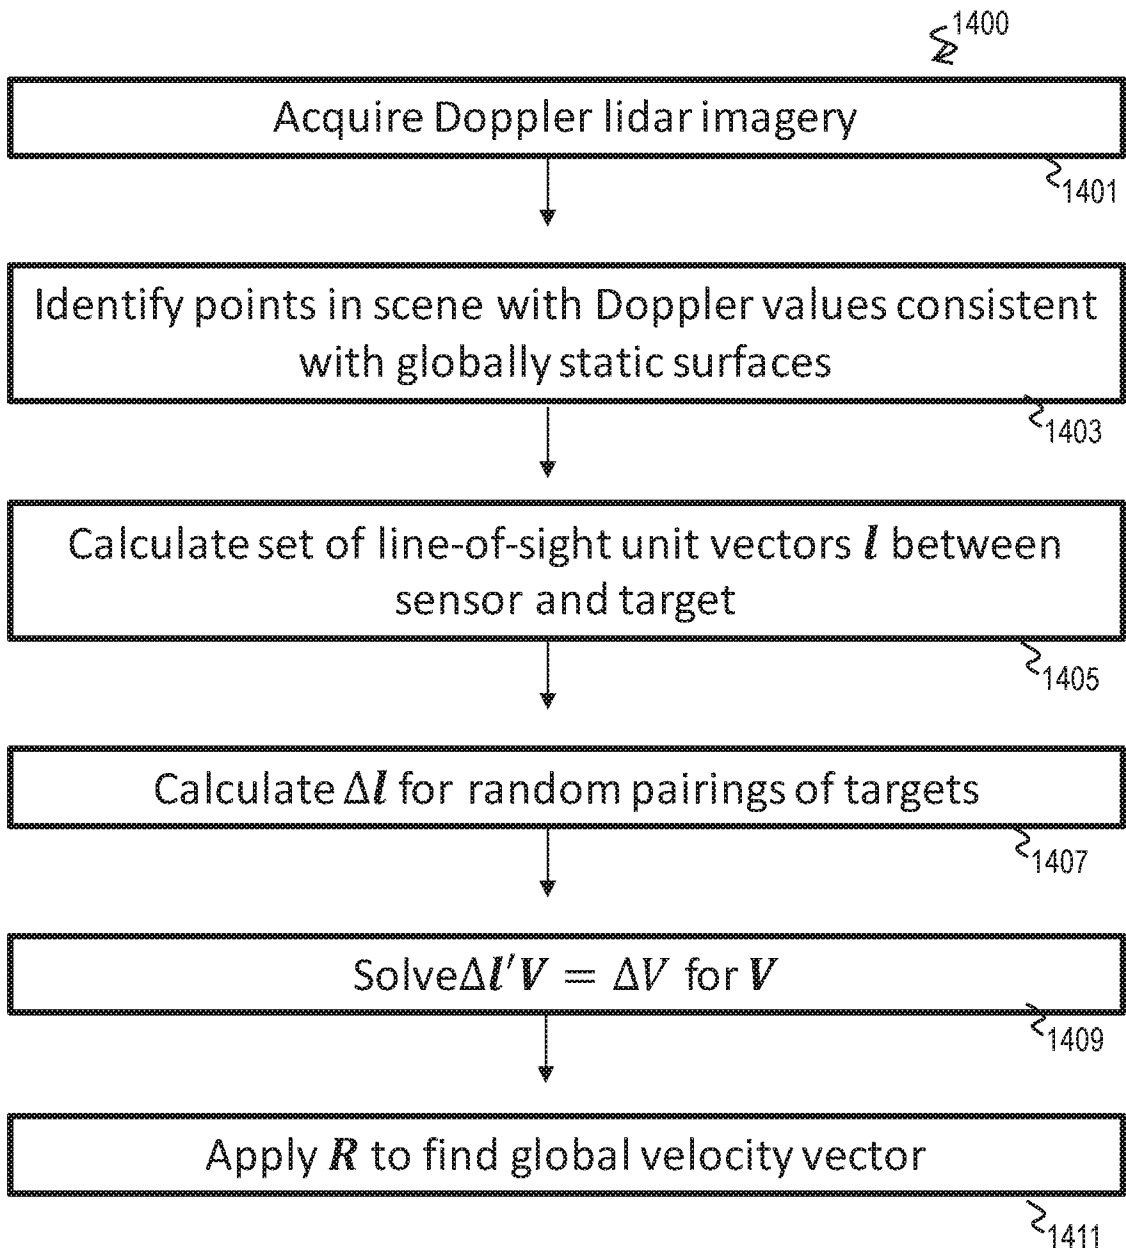 1400
Acquire Doppler lidar imagery
1401
Identify points in scene with Doppler values consistent
with globally static surfaces
1403
Calculate set of line-of-sight unit vectors l between
sensor and target
1405
Calculate Δl for random pairings of targets
1407
SolveΔl′V = ΔV for V
1409
Apply R to find global velocity vector
1411